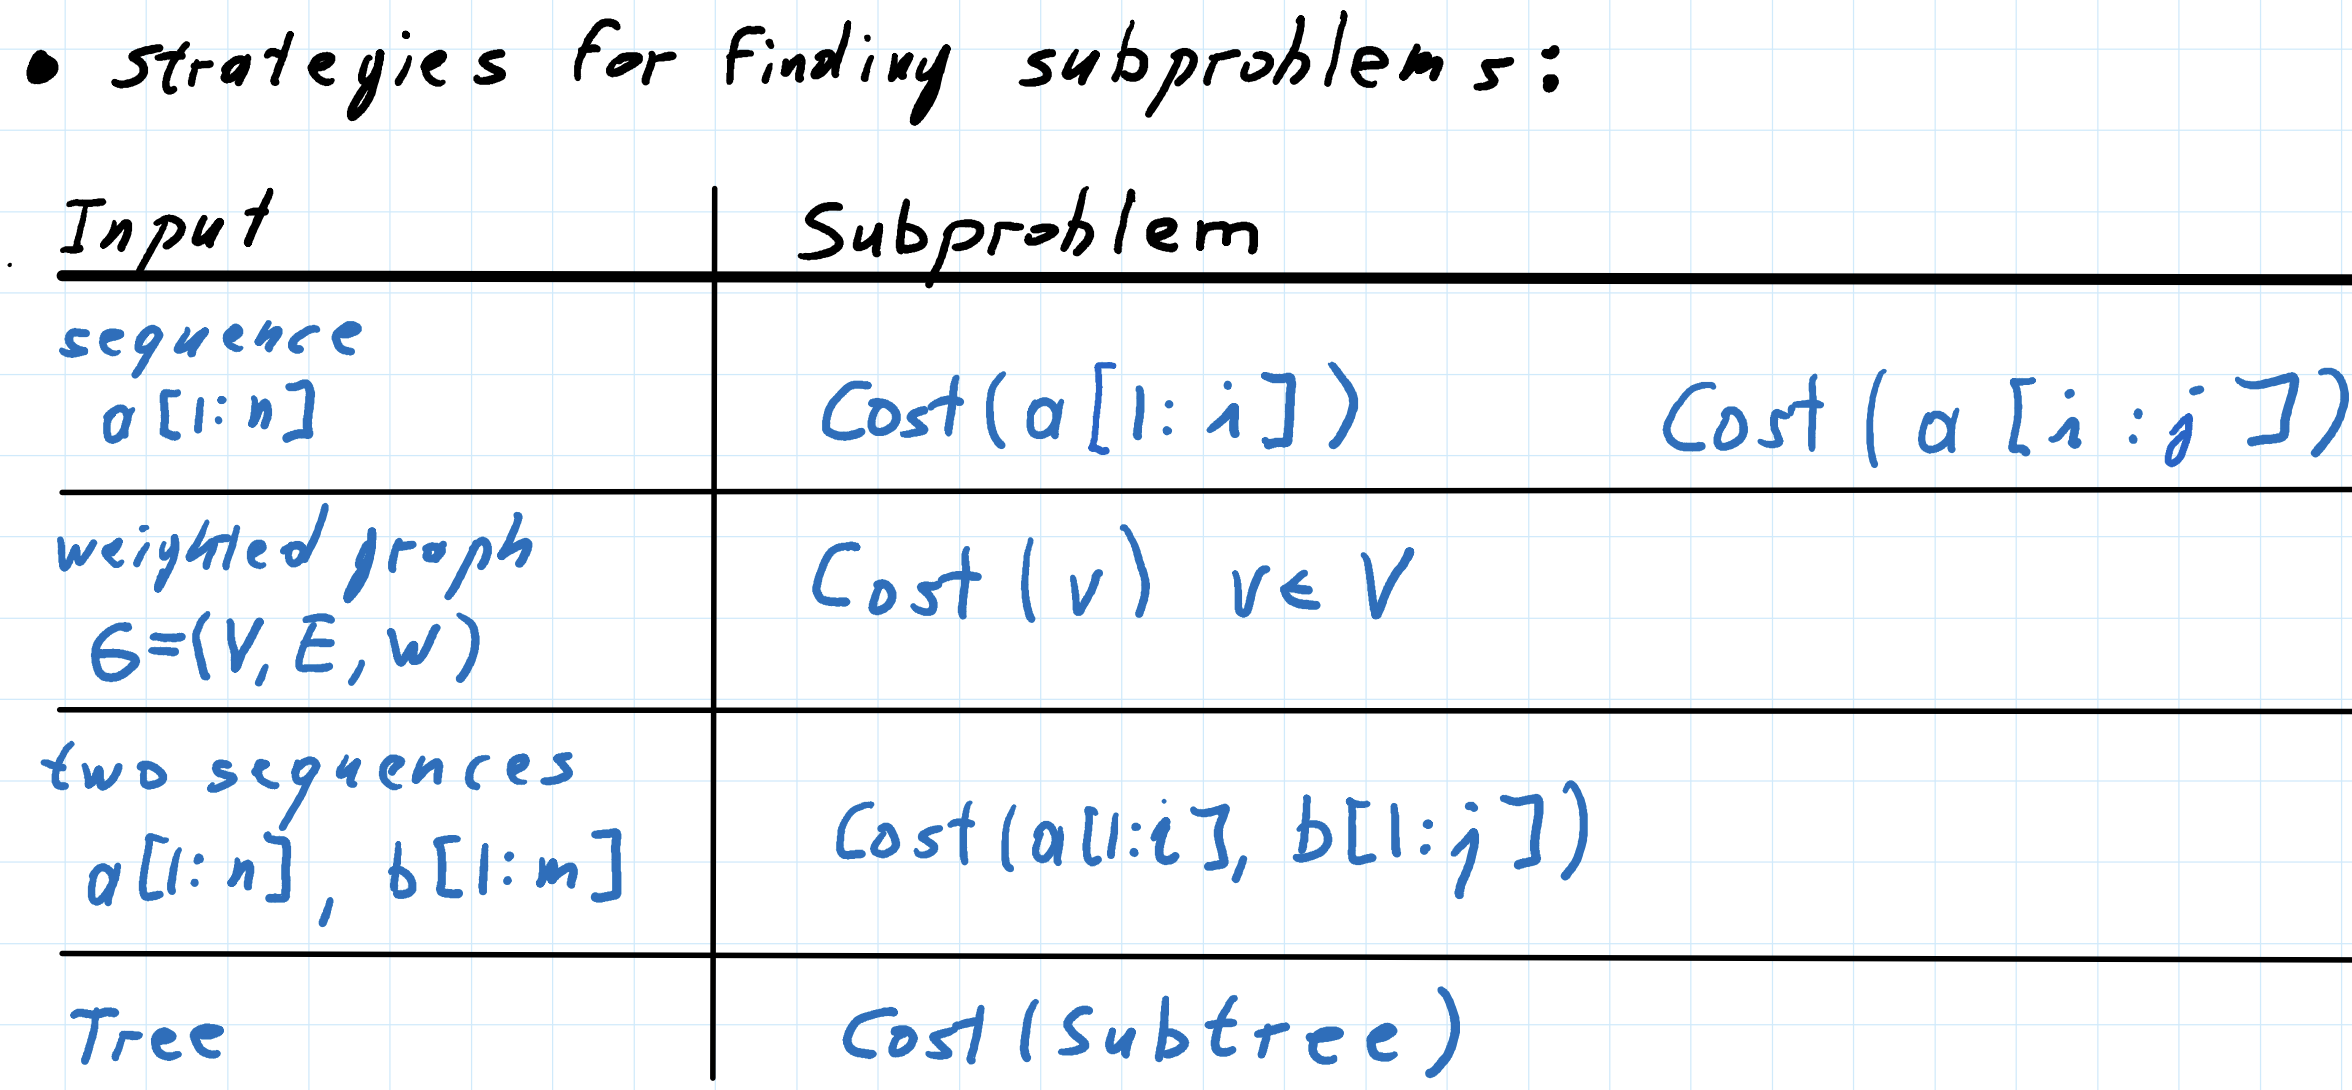 • strategies for finding subproblems:
Input Subproblem
sequence
a[1:n] Cost(a[1:i]) Cost(a[i:j])
weighted graph Cost(v) v∈V
G=(V,E,w)
two sequences
a[1:n], b[1:m] Cost(a[1:i], b[1:j])
Tree Cost(Subtree)